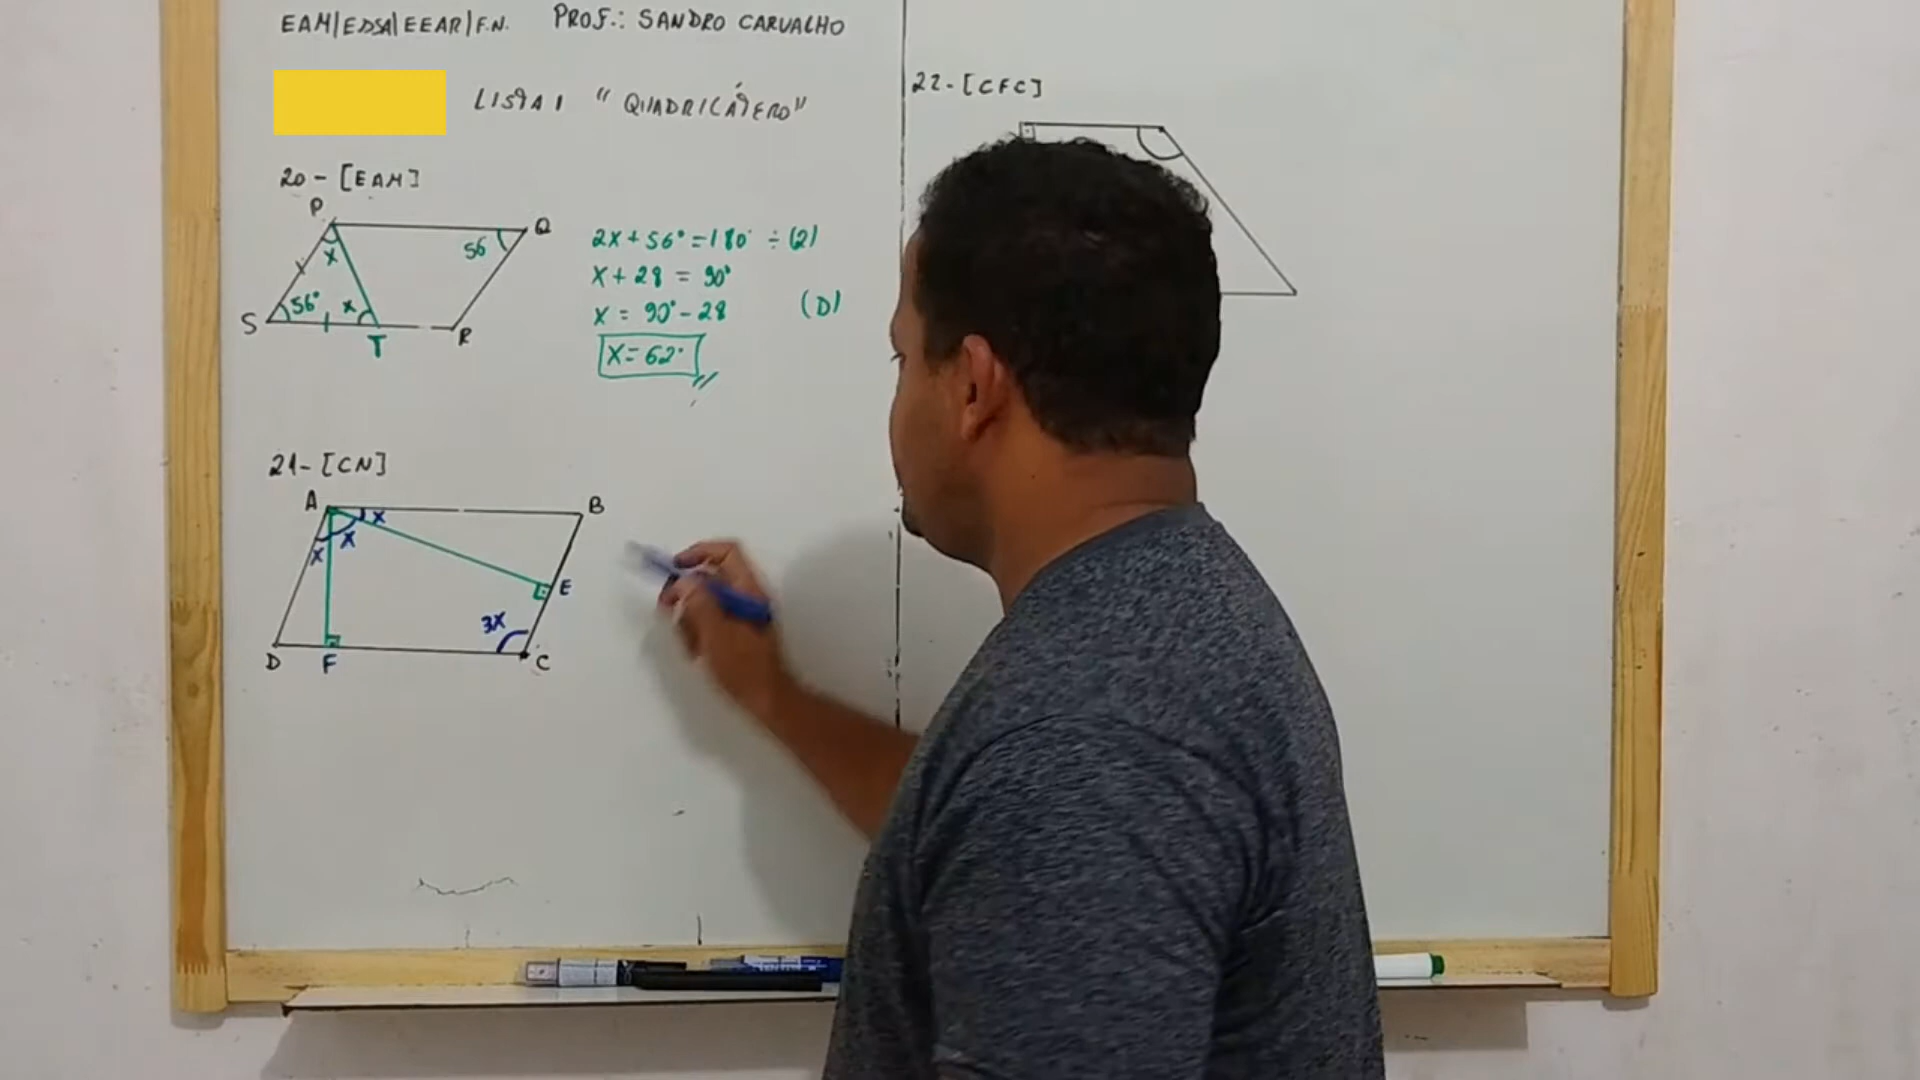 EAM/EDSA/EEAR/F.N. PROF.: SANDRO CARVALHO
LISTA 1 "QUADRILÁTERO"
20-[EAM]
P
Q
56
X
56° X
S
T
R
2X+56°=180° ÷(2)
X+28=90°
X=90°-28 (D)
X=62°
21-[CN]
A
B
X
X
X
E
3X
D F C
22-[CFC]